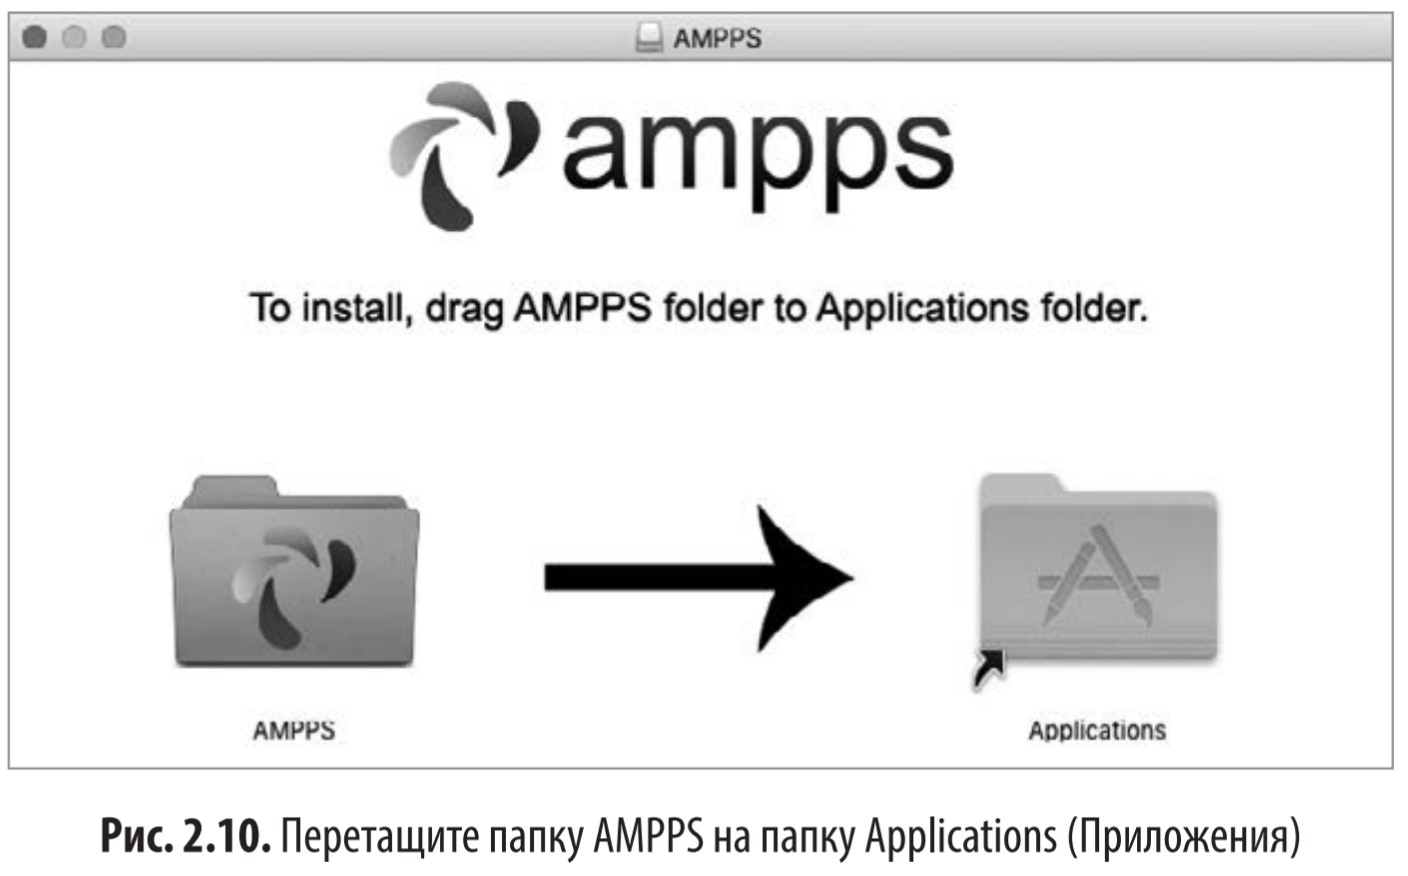 AMPPS
ampps
To install, drag AMPPS folder to Applications folder.
AMPPS
Applications
Рис. 2.10. Перетащите папку AMPPS на папку Applications (Приложения)